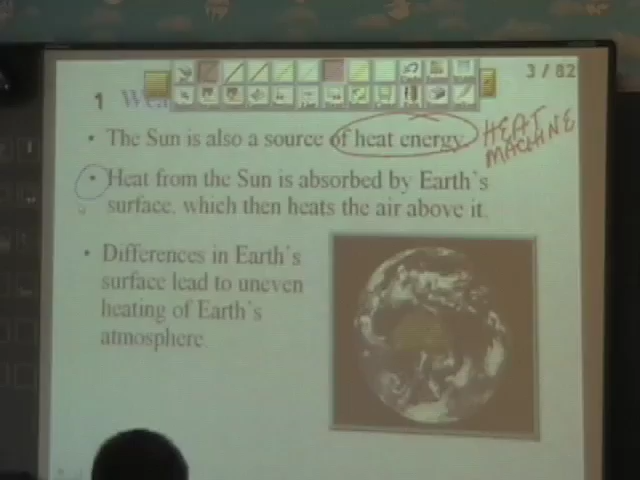 3 / 82
1
• The Sun is also a source of heat energy.
HEAT
MACHINE
• Heat from the Sun is absorbed by Earth's
surface, which then heats the air above it.
• Differences in Earth's
surface lead to uneven
heating of Earth's
atmosphere.